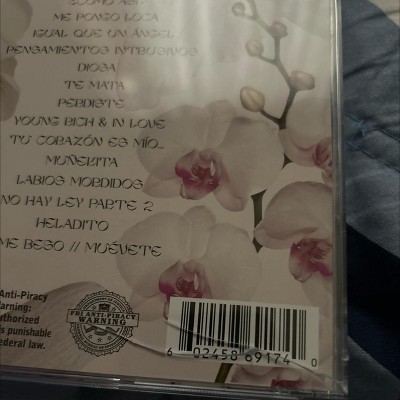 ¿CÓMO ASÍ?
ME PONGO LOCA
IGUAL QUE UN ÁNGEL
PENSAMIENTOS INTRUSIVOS
DIOSA
TE MATA
PERDISTE
YOUNG RICH & IN LOVE
TU CORAZÓN ES MÍO...
MUÑEKITA
LABIOS MORDIDOS
NO HAY LEY PARTE 2
HELADITO
ME BESO // MUÉVETE
Anti-Piracy
Warning:
is punishable
federal law.
FBI ANTI-PIRACY
WARNING
6 02458 69174 0